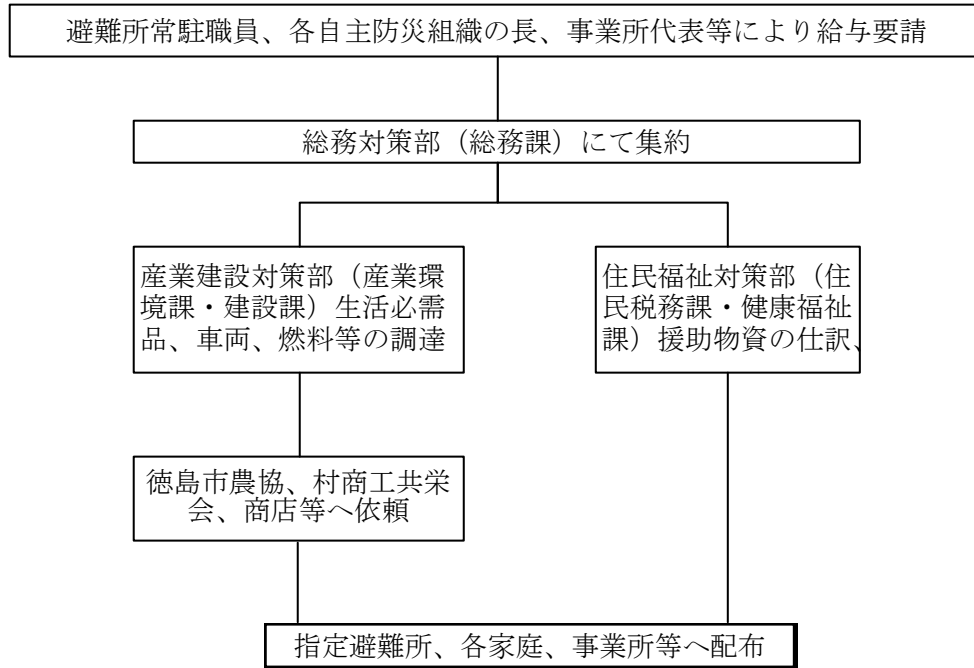 避難所常駐職員、各自主防災組織の長、事業所代表等により給与要請
総務対策部（総務課）にて集約
産業建設対策部（産業環
境課・建設課）生活必需
品、車両、燃料等の調達
住民福祉対策部（住
民税務課・健康福祉
課）援助物資の仕訳、
徳島市農協、村商工共栄
会、商店等へ依頼
指定避難所、各家庭、事業所等へ配布